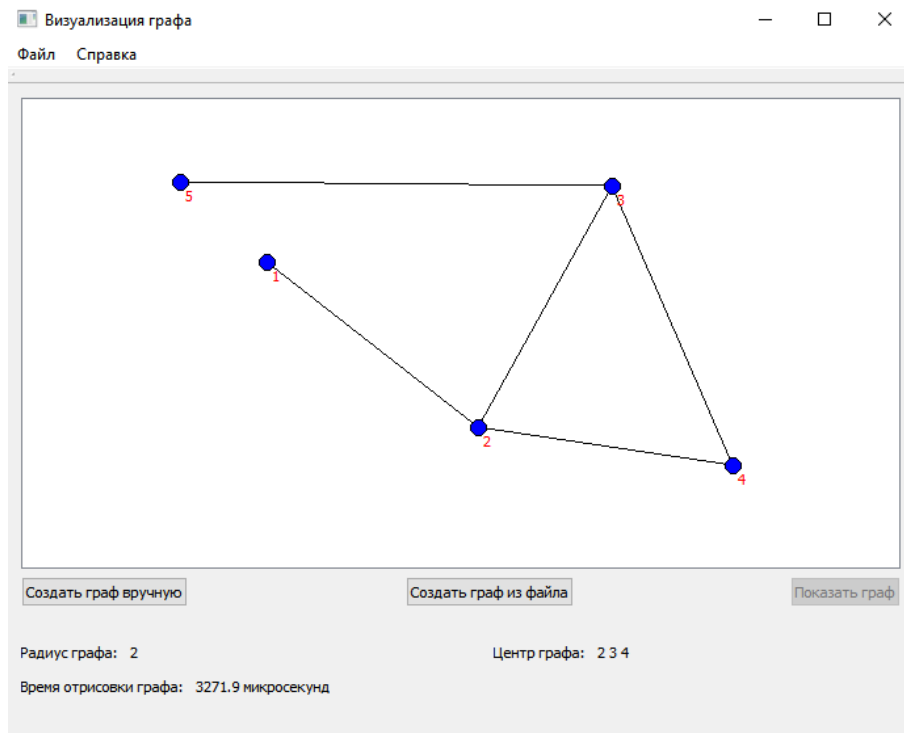 Визуализация графа
Файл Справка
5
3
1
2
4
Создать граф вручную Создать граф из файла Показать граф
Радиус графа: 2 Центр графа: 2 3 4
Время отрисовки графа: 3271.9 микросекунд